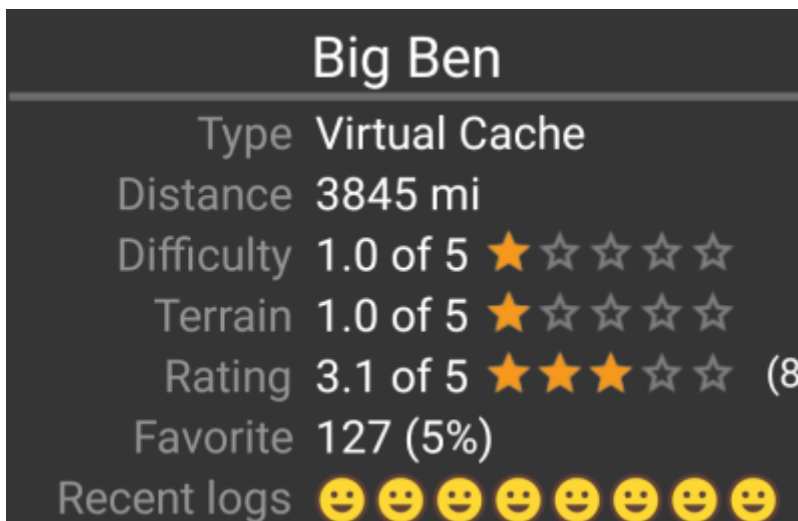 Big Ben
Type Virtual Cache
Distance 3845 mi
Difficulty 1.0 of 5
Terrain 1.0 of 5
Rating 3.1 of 5 (8
Favorite 127 (5%)
Recent logs